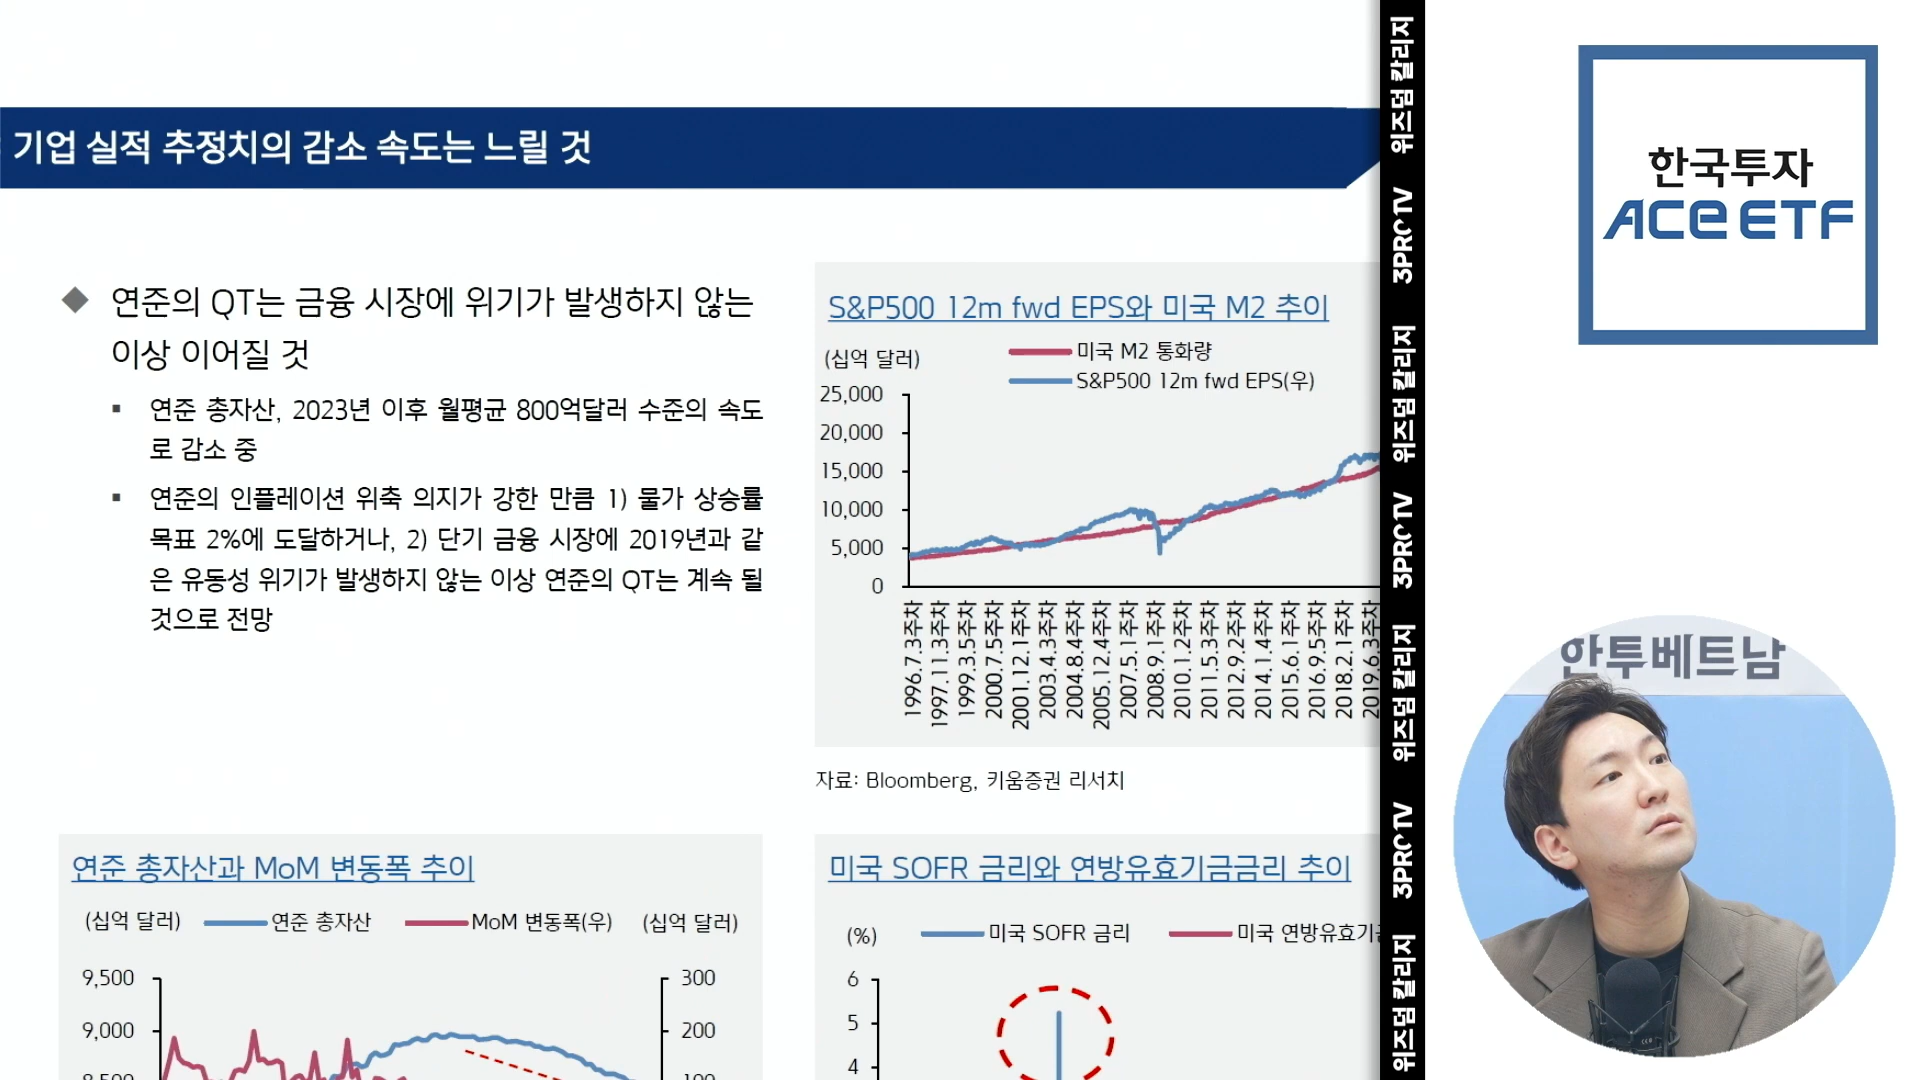 기업 실적 추정치의 감소 속도는 느릴 것
연준의 QT는 금융 시장에 위기가 발생하지 않는
이상 이어질 것
연준 총자산, 2023년 이후 월평균 800억달러 수준의 속도
로 감소 중
연준의 인플레이션 위축 의지가 강한 만큼 1) 물가 상승률
목표 2%에 도달하거나, 2) 단기 금융 시장에 2019년과 같
은 유동성 위기가 발생하지 않는 이상 연준의 QT는 계속 될
것으로 전망
S&P500 12m fwd EPS와 미국 M2 추이
(십억 달러)
미국 M2 통화량
S&P500 12m fwd EPS(우)
25,000
20,000
15,000
10,000
5,000
0
1996.7.3주차
1997.11.3주차
1999.3.5주차
2000.7.5주차
2001.12.1주차
2003.4.3주차
2004.8.4주차
2005.12.4주차
2007.5.1주차
2008.9.1주차
2010.1.2주차
2011.5.3주차
2012.9.2주차
2014.1.4주차
2015.6.1주차
2016.9.5주차
2018.2.1주차
2019.6.3주차
자료: Bloomberg, 키움증권 리서치
연준 총자산과 MoM 변동폭 추이
(십억 달러) 연준 총자산 MoM 변동폭(우) (십억 달러)
9,500
9,000
8,500
300
200
100
미국 SOFR 금리와 연방유효기금금리 추이
(%) 미국 SOFR 금리 미국 연방유효기
6
5
4
위즈덤 칼리지
3PROTV
위즈덤 칼리지
3PROTV
위즈덤 칼리지
3PROTV
위즈덤 칼리지
한국투자
ACE ETF
한투베트남